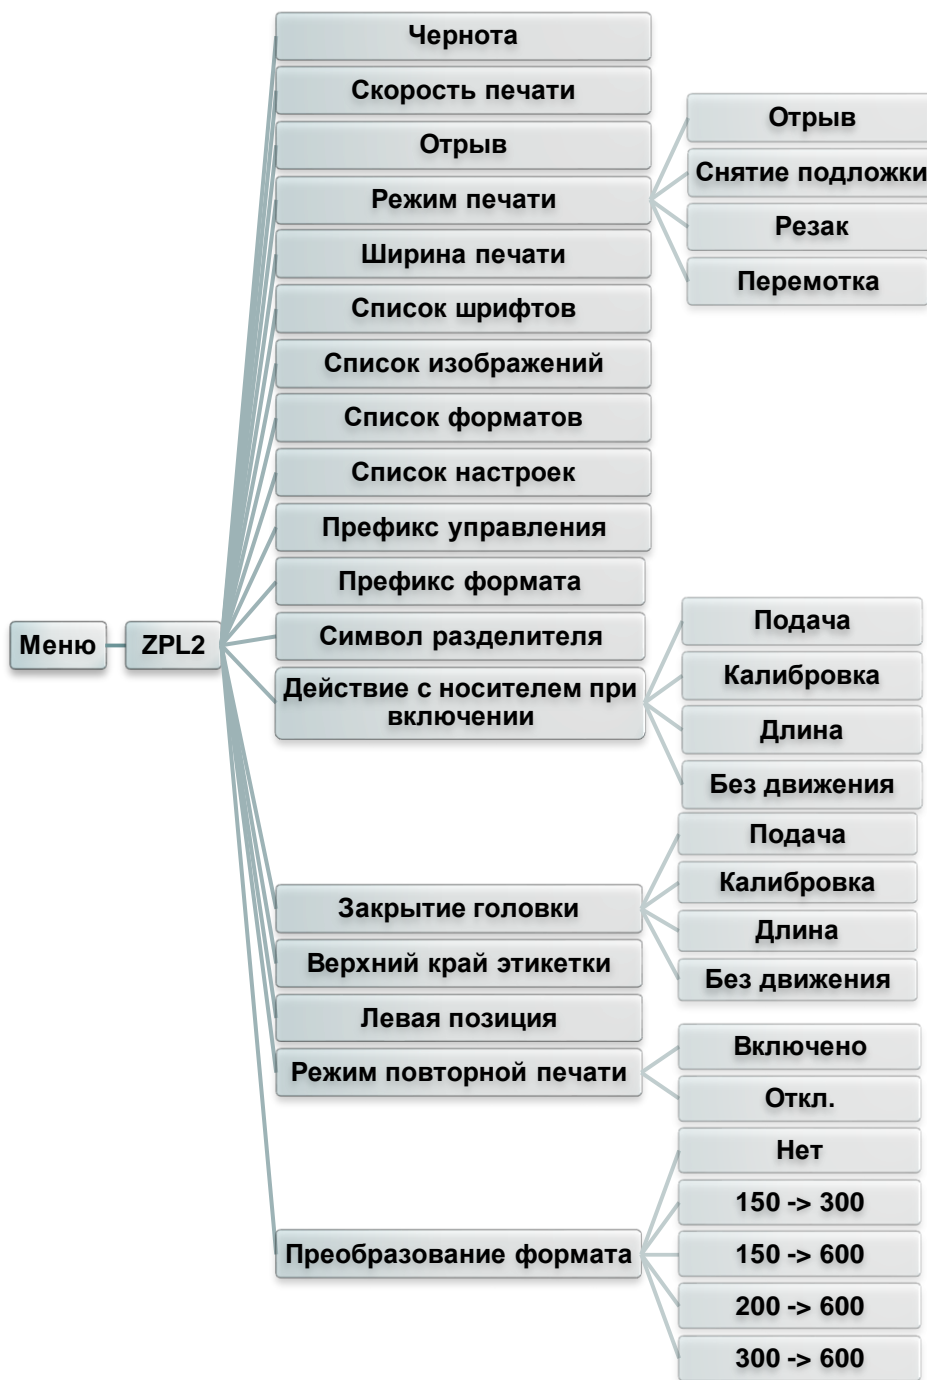 Меню
ZPL2
Чернота
Скорость печати
Отрыв
Режим печати
Отрыв
Снятие подложки
Резак
Перемотка
Ширина печати
Список шрифтов
Список изображений
Список форматов
Список настроек
Префикс управления
Префикс формата
Символ разделителя
Действие с носителем при
включении
Подача
Калибровка
Длина
Без движения
Закрытие головки
Подача
Калибровка
Длина
Без движения
Верхний край этикетки
Левая позиция
Режим повторной печати
Включено
Откл.
Преобразование формата
Нет
150 -> 300
150 -> 600
200 -> 600
300 -> 600